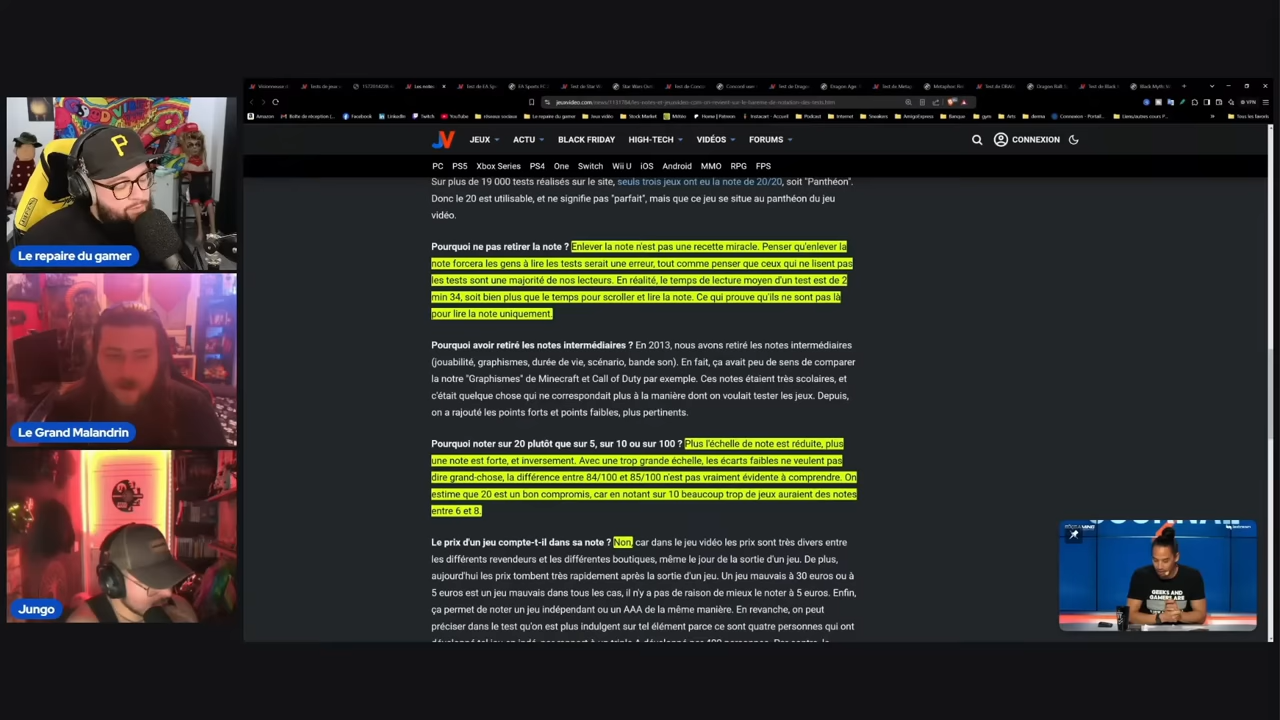 JEUX
ACTU
BLACK FRIDAY
HIGH-TECH
VIDÉOS
FORUMS
CONNEXION
PC PS5 Xbox Series PS4 One Switch Wii U iOS Android MMO RPG FPS
Sur plus de 19 000 tests réalisés sur le site, seuls trois jeux ont eu la note de 20/20, soit "Panthéon".
Donc le 20 est utilisable, et ne signifie pas "parfait", mais que ce jeu se situe au panthéon du jeu
vidéo.
Pourquoi ne pas retirer la note ? Enlever la note n'est pas une recette miracle. Penser qu'enlever la
note forcera les gens à lire les tests serait une erreur, tout comme penser que ceux qui ne lisent pas
les tests sont une majorité de nos lecteurs. En réalité, le temps de lecture moyen d'un test est de 2
min 34, soit bien plus que le temps pour scroller et lire la note. Ce qui prouve qu'ils ne sont pas là
pour lire la note uniquement.
Pourquoi avoir retiré les notes intermédiaires ? En 2013, nous avons retiré les notes intermédiaires
(jouabilité, graphismes, durée de vie, scénario, bande son). En fait, ça avait peu de sens de comparer
la notre "Graphismes" de Minecraft et Call of Duty par exemple. Ces notes étaient très scolaires, et
c'était quelque chose qui ne correspondait plus à la manière dont on voulait tester les jeux. Depuis,
on a rajouté les points forts et points faibles, plus pertinents.
Pourquoi noter sur 20 plutôt que sur 5, sur 10 ou sur 100 ? Plus l'échelle de note est réduite, plus
une note est forte, et inversement. Avec une trop grande échelle, les écarts faibles ne veulent pas
dire grand-chose, la différence entre 84/100 et 85/100 n'est pas vraiment évidente à comprendre. On
estime que 20 est un bon compromis, car en notant sur 10 beaucoup trop de jeux auraient des notes
entre 6 et 8.
Le prix d'un jeu compte-t-il dans sa note ? Non, car dans le jeu vidéo les prix sont très divers entre
les différents revendeurs et les différentes boutiques, même le jour de la sortie d'un jeu. De plus,
aujourd'hui les prix tombent très rapidement après la sortie d'un jeu. Un jeu mauvais à 30 euros ou à
5 euros est un jeu mauvais dans tous les cas, il n'y a pas de raison de mieux le noter à 5 euros. Enfin,
ça permet de noter un jeu indépendant ou un AAA de la même manière. En revanche, on peut
préciser dans le test qu'on est plus indulgent sur tel élément parce ce sont quatre personnes qui ont
Le repaire du gamer
Le Grand Malandrin
Jungo
GEEKS AND
GAMERS ARE